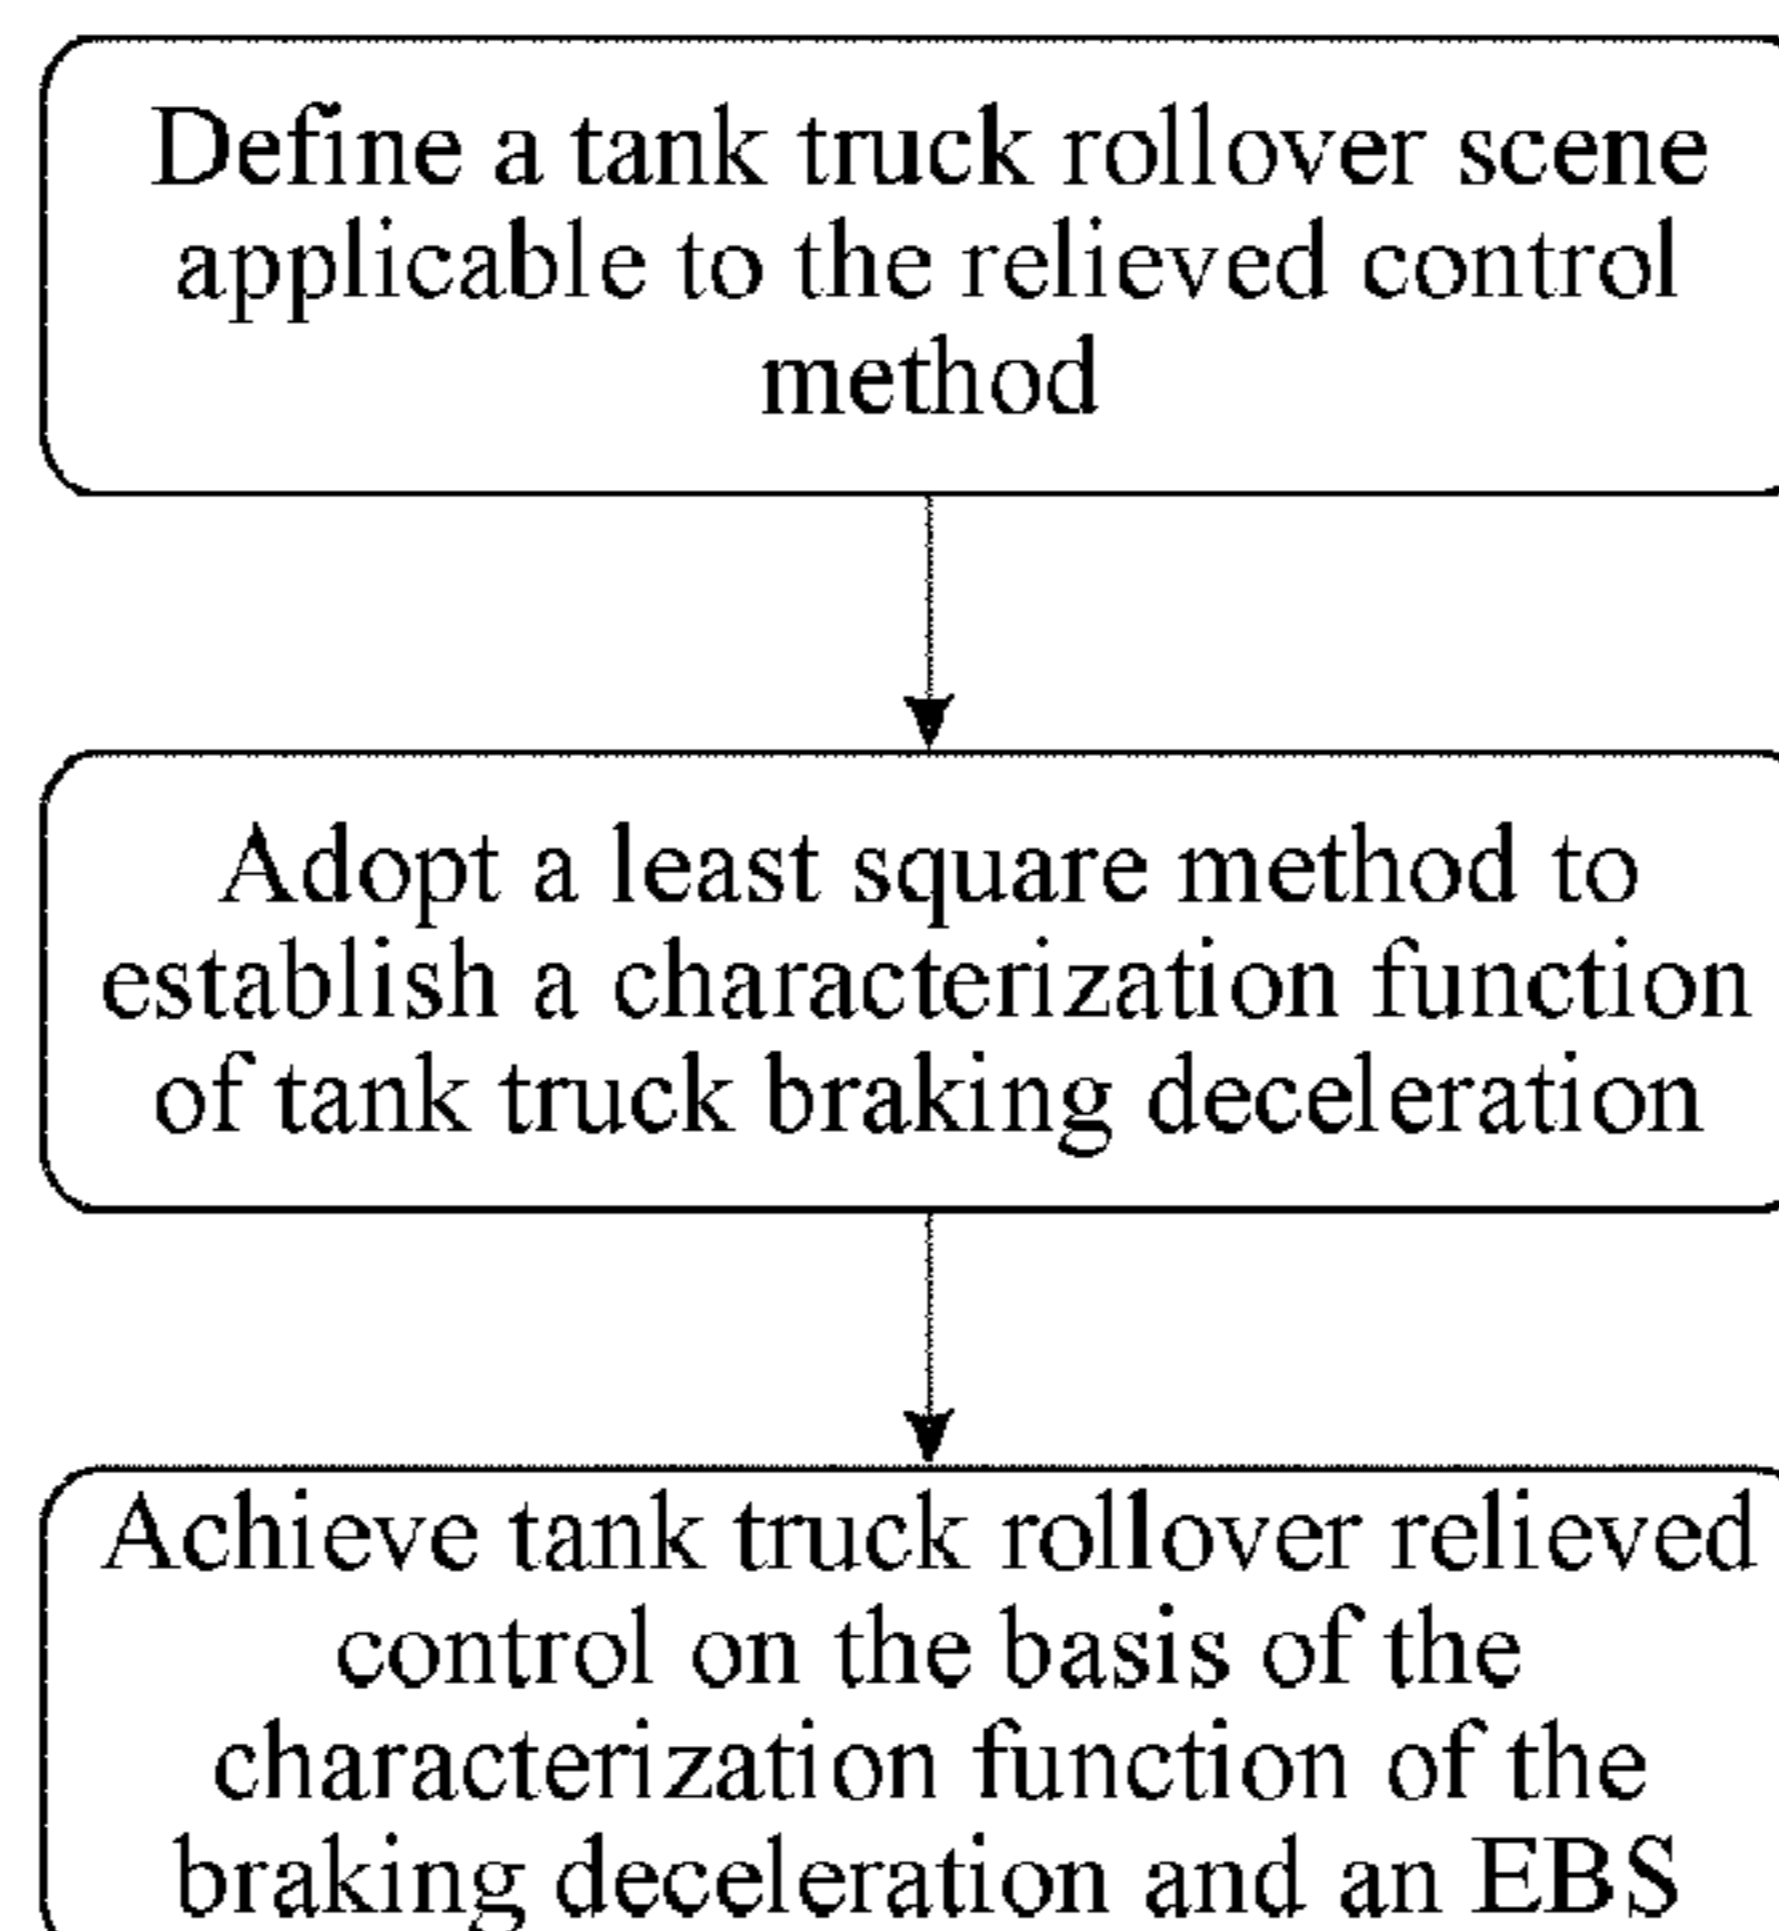 Define a tank truck rollover scene
applicable to the relieved control
method
Adopt a least square method to
establish a characterization function
of tank truck braking deceleration
Achieve tank truck rollover relieved
control on the basis of the
characterization function of the
braking deceleration and an EBS